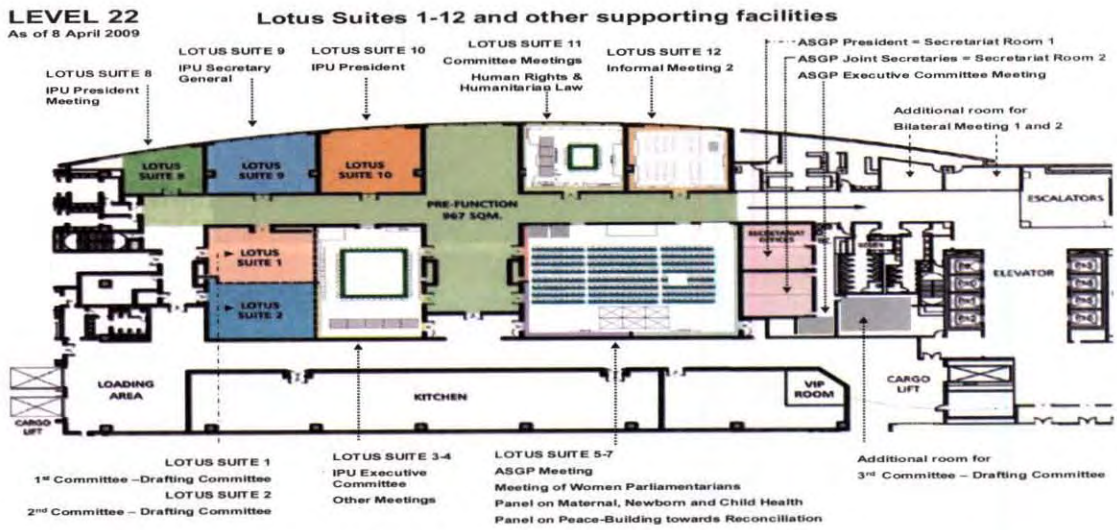 LEVEL 22
As of 8 April 2009
Lotus Suites 1-12 and other supporting facilities
LOTUS SUITE 8
IPU President
Meeting
LOTUS SUITE 9
IPU Secretary
General
LOTUS SUITE 10
IPU President
LOTUS SUITE 11
Committee Meetings
Human Rights &
Humanitarian Law
LOTUS SUITE 12
Informal Meeting 2
ASGP President = Secretariat Room 1
ASGP Joint Secretaries = Secretariat Room 2
ASGP Executive Committee Meeting
Additional room for
Bilateral Meeting 1 and 2
LOTUS
SUITE 8
LOTUS
SUITE 9
LOTUS
SUITE 10
PRE-FUNCTION
967 SQM.
ESCALATORS
LOTUS
SUITE 1
LOTUS
SUITE 2
SECRETARIAT
OFFICES
ELEVATOR
LOADING
AREA
KITCHEN
VIP
ROOM
CARGO
LIFT
CARGO
LIFT
LOTUS SUITE 1
1st Committee –Drafting Committee
LOTUS SUITE 2
2nd Committee – Drafting Committee
LOTUS SUITE 3-4
IPU Executive
Committee
Other Meetings
LOTUS SUITE 5-7
ASGP Meeting
Meeting of Women Parliamentarians
Panel on Maternal, Newborn and Child Health
Panel on Peace-Building towards Reconciliation
Additional room for
3rd Committee – Drafting Committee